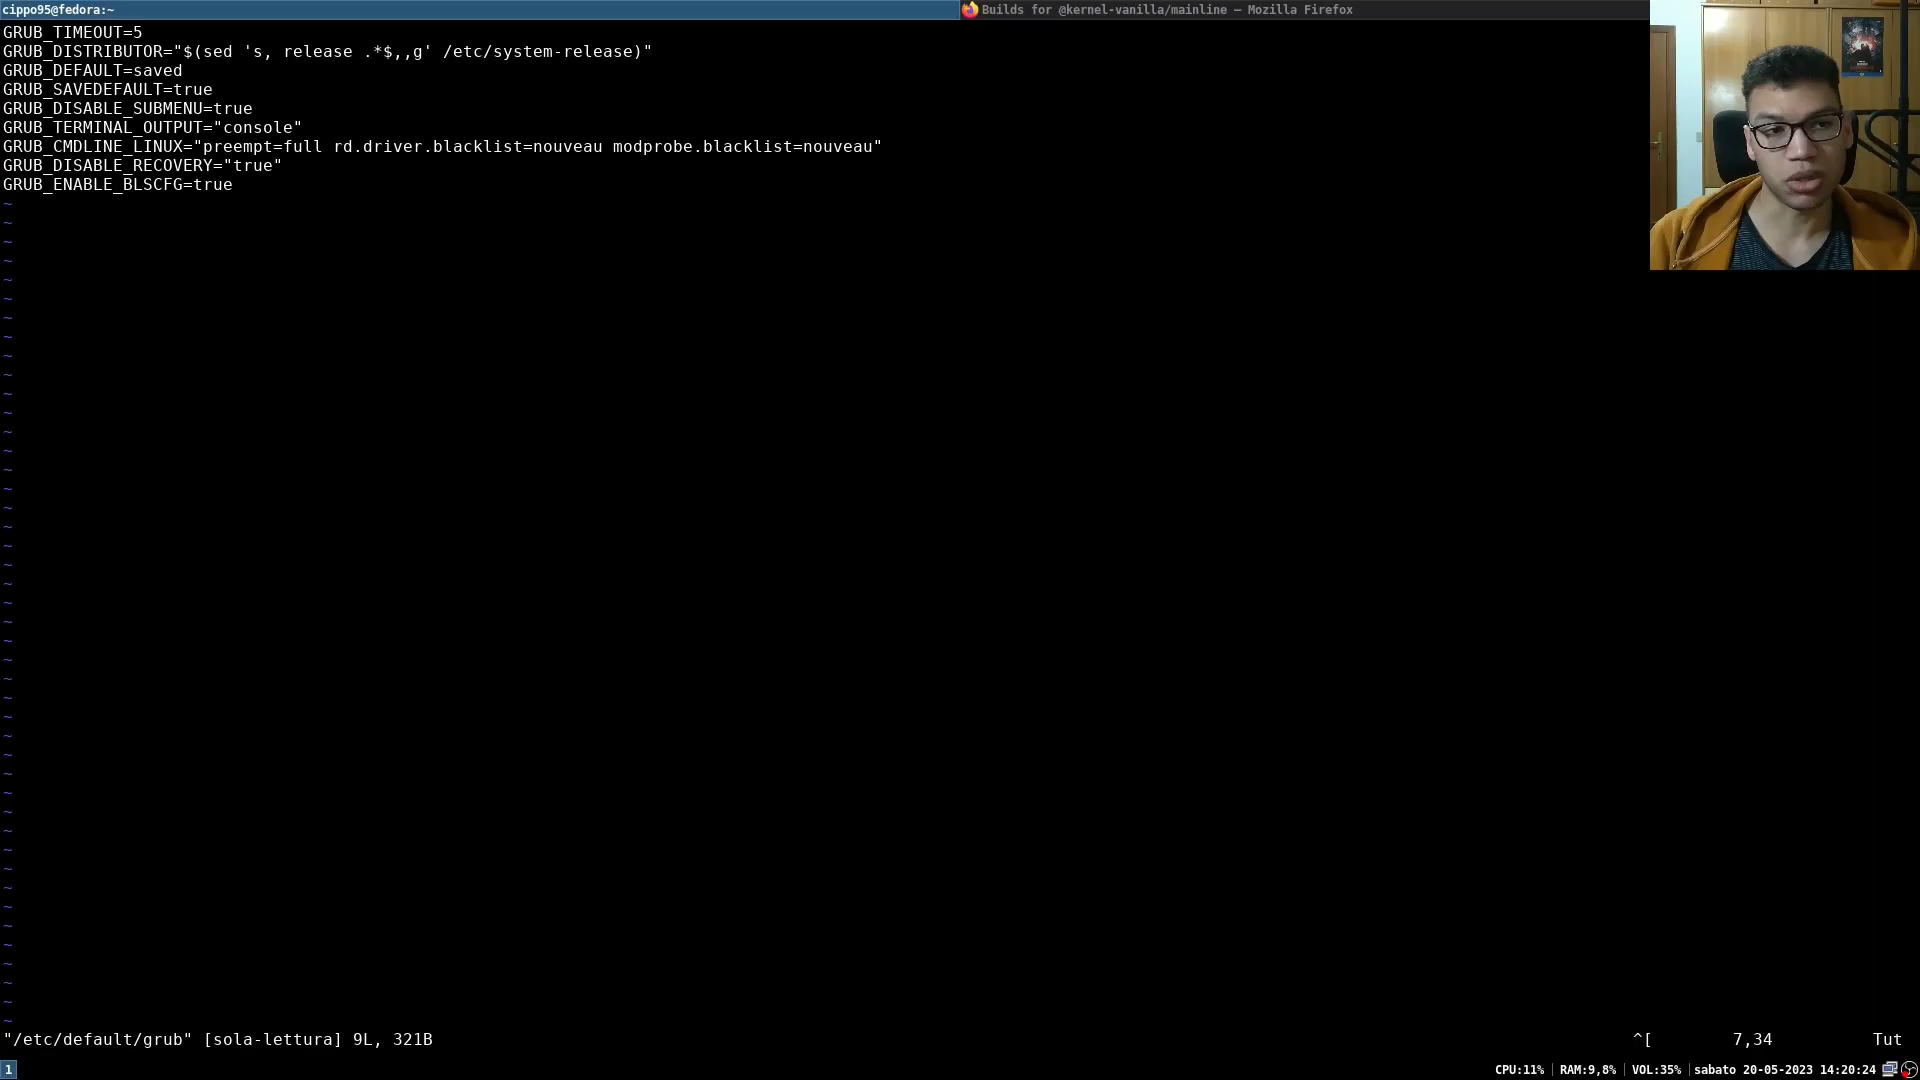 cippo95@fedora:~
Builds for @kernel-vanilla/mainline — Mozilla Firefox
GRUB_TIMEOUT=5
GRUB_DISTRIBUTOR="$(sed 's, release .*$,,g' /etc/system-release)"
GRUB_DEFAULT=saved
GRUB_SAVEDEFAULT=true
GRUB_DISABLE_SUBMENU=true
GRUB_TERMINAL_OUTPUT="console"
GRUB_CMDLINE_LINUX="preempt=full rd.driver.blacklist=nouveau modprobe.blacklist=nouveau"
GRUB_DISABLE_RECOVERY="true"
GRUB_ENABLE_BLSCFG=true
"/etc/default/grub" [sola-lettura] 9L, 321B ^[ 7,34 Tut
1 CPU:11% | RAM:9,8% | VOL:35% | sabato 20-05-2023 14:20:24